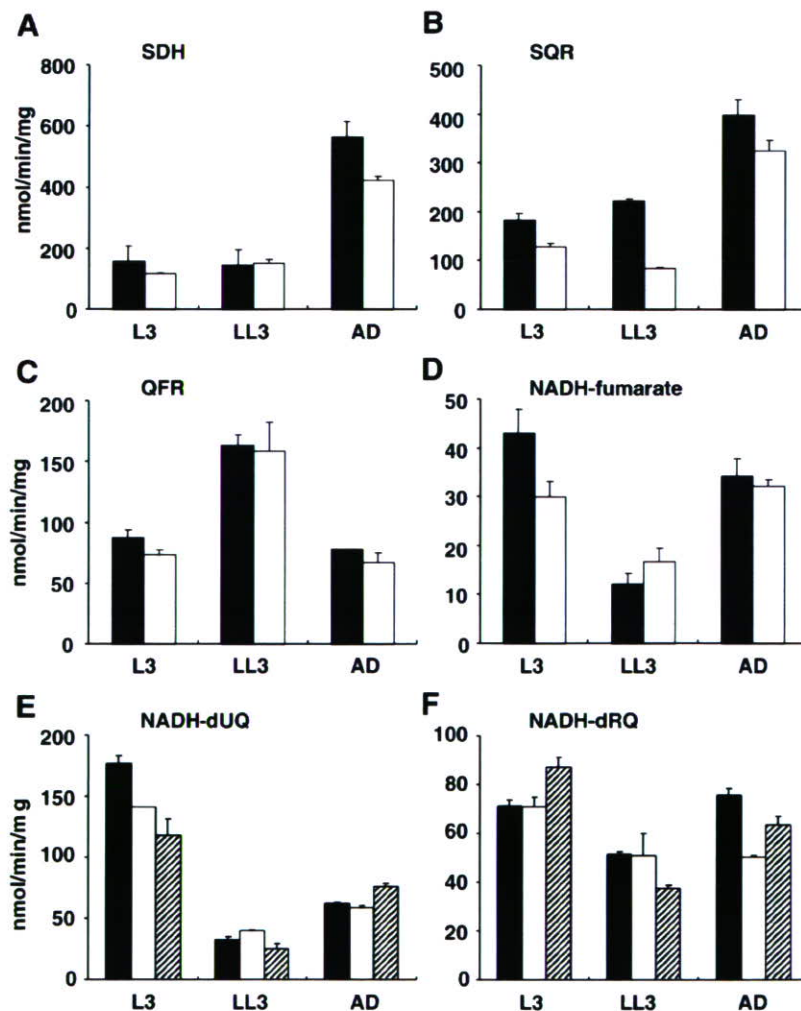 A
SDH
nmol/min/mg
800
600
400
200
0
L3 LL3 AD
B
SQR
500
400
300
200
100
0
L3 LL3 AD
C
QFR
nmol/min/mg
200
150
100
50
0
L3 LL3 AD
D
NADH-fumarate
50
40
30
20
10
0
L3 LL3 AD
E
NADH-dUQ
nmol/min/mg
200
150
100
50
0
L3 LL3 AD
F
NADH-dRQ
100
80
60
40
20
0
L3 LL3 AD